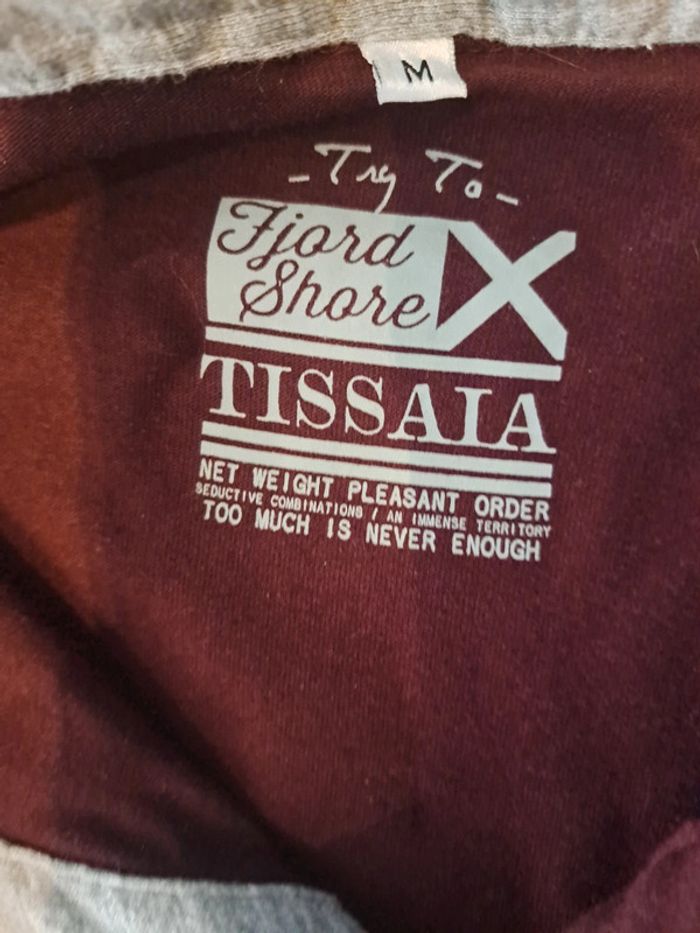 M
- Try To -
Fjord
Shore
TISSAIA
NET WEIGHT PLEASANT ORDER
SEDUCTIVE COMBINATIONS / AN IMMENSE TERRITORY
TOO MUCH IS NEVER ENOUGH